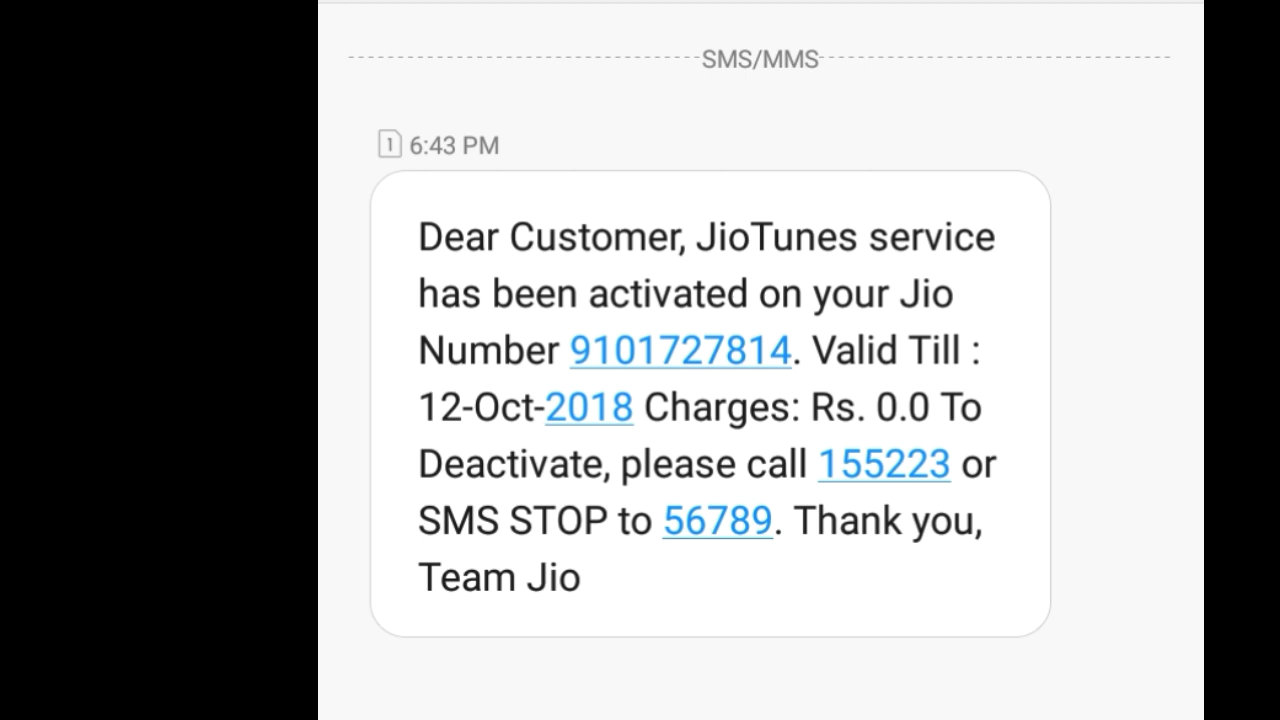 SMS/MMS
1 6:43 PM
Dear Customer, JioTunes service
has been activated on your Jio
Number 9101727814. Valid Till :
12-Oct-2018 Charges: Rs. 0.0 To
Deactivate, please call 155223 or
SMS STOP to 56789. Thank you,
Team Jio